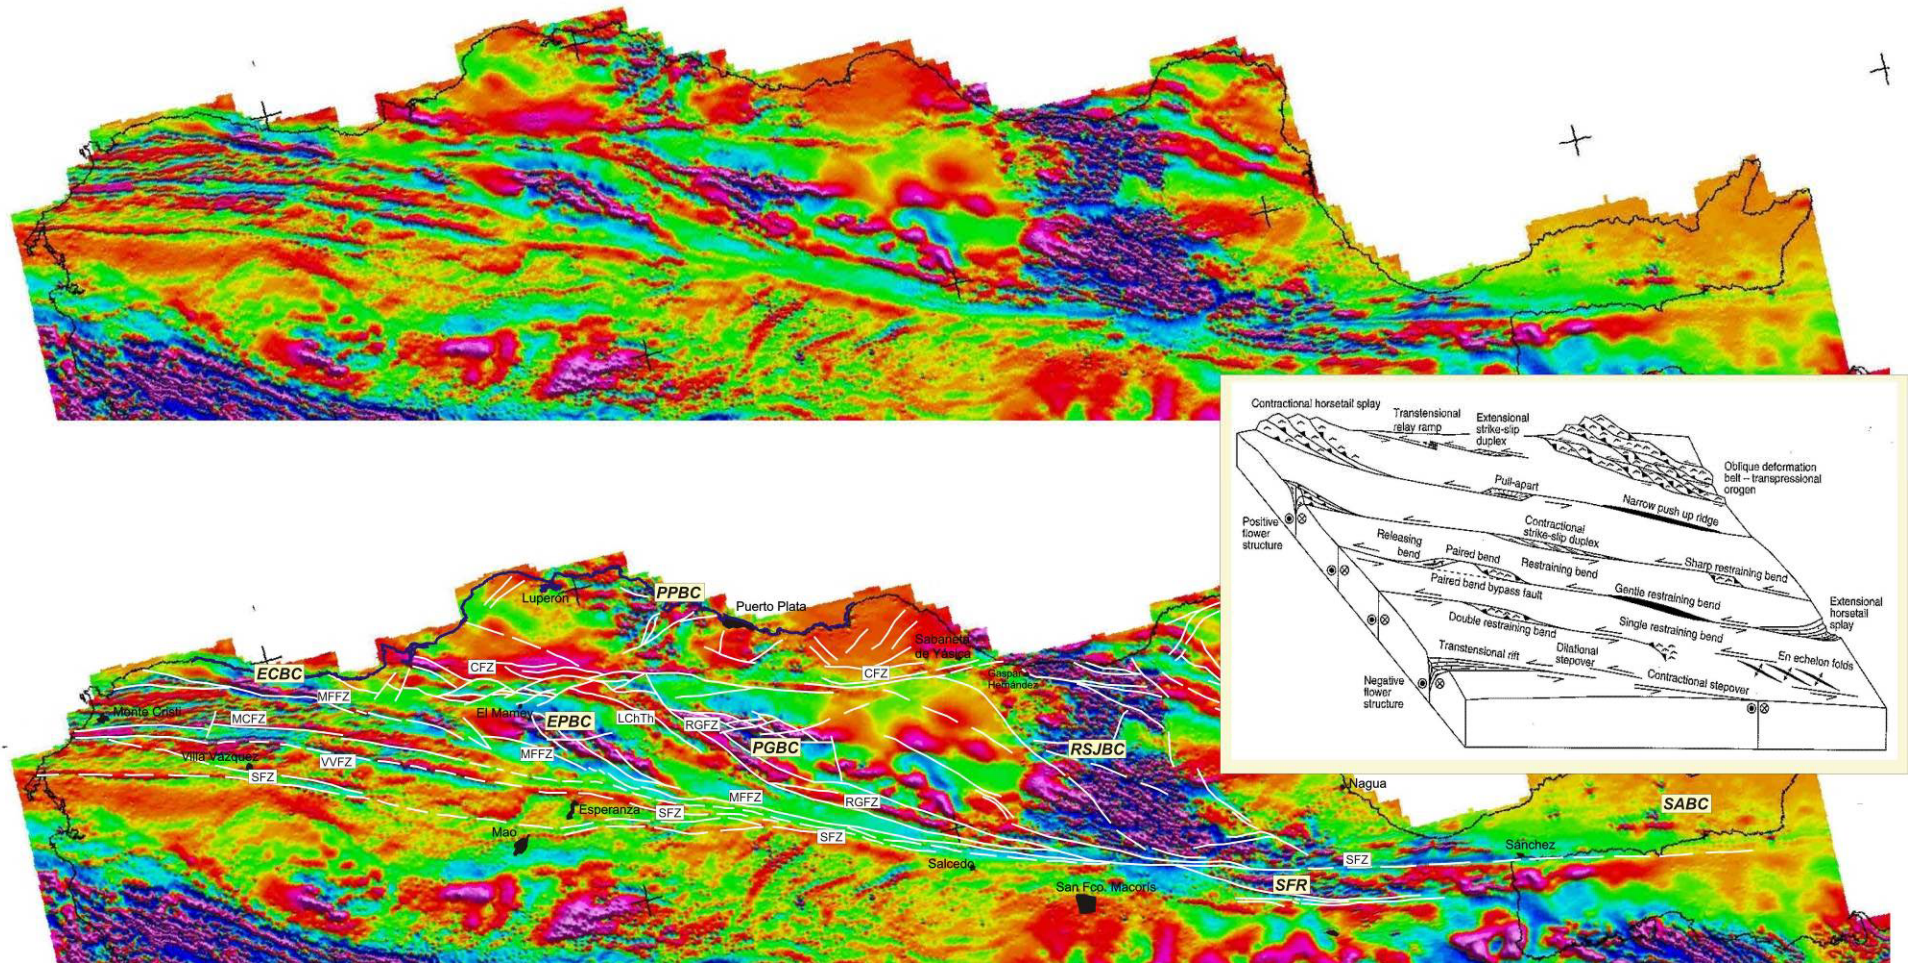 Contractional horsetail splay
Transtensional
relay ramp
Extensional
strike-slip
duplex
Oblique deformation
belt – transpressional
orogen
Pull-apart
Narrow push up ridge
Positive
flower
structure
Contractional
strike-slip duplex
Releasing
bend
Paired bend
Restraining bend
Sharp restraining bend
Paired bend bypass fault
Gentle restraining bend
Extensional
horsetail
splay
Double restraining bend
Single restraining bend
Transtensional rift
Dilational
stepover
En echelon folds
Contractional stepover
Negative
flower
structure
Luperón
PPBC
Puerto Plata
Sabaneta
de Yásica
ECBC
CFZ
CFZ
Gaspar
Hernández
MFFZ
Monte Cristi
MCFZ
El Mamey
EPBC
LChTh
RGFZ
PGBC
RSJBC
Villa Vázquez
VVFZ
MFFZ
SFZ
Nagua
MFFZ
RGFZ
SABC
Esperanza
SFZ
Mao
SFZ
Salcedo
SFZ
Sánchez
San Fco. Macorís
SFR